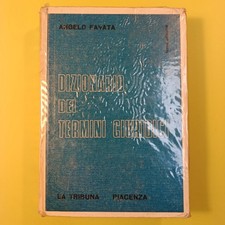 ANGELO FAVATA
DIZIONARIO
DEI
TERMINI GIURIDICI
LA TRIBUNA PIACENZA